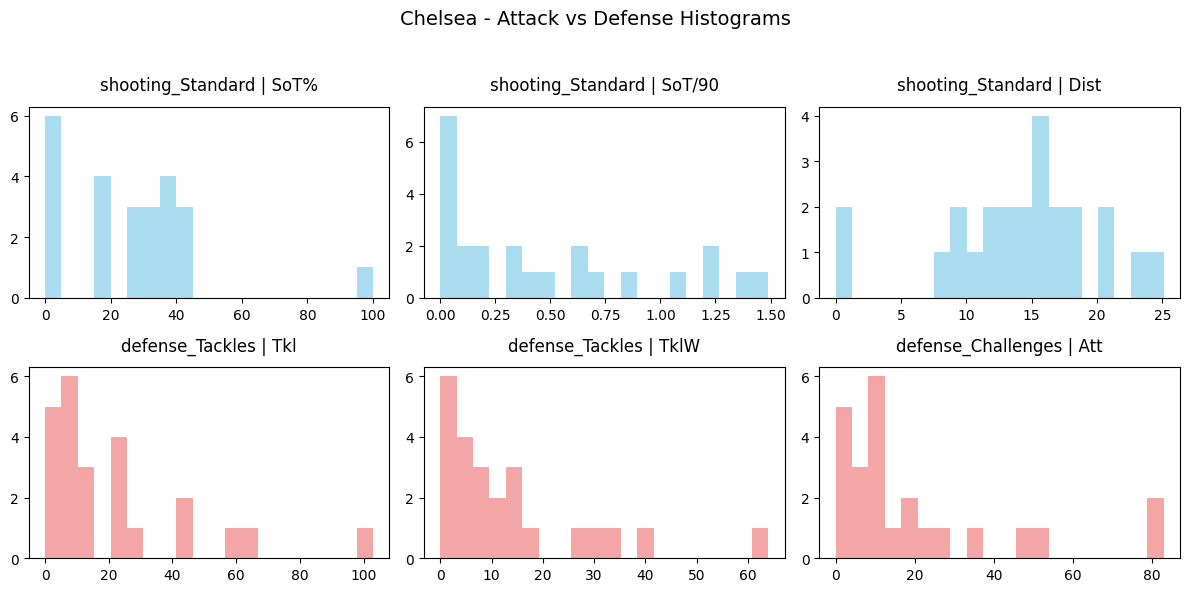 Chelsea - Attack vs Defense Histograms
shooting_Standard | SoT%
shooting_Standard | SoT/90
shooting_Standard | Dist
6
4
2
0
0 20 40 60 80 100
6
4
2
0
0.00 0.25 0.50 0.75 1.00 1.25 1.50
4
3
2
1
0
0 5 10 15 20 25
defense_Tackles | Tkl
defense_Tackles | TklW
defense_Challenges | Att
6
4
2
0
0 20 40 60 80 100
6
4
2
0
0 10 20 30 40 50 60
6
4
2
0
0 20 40 60 80